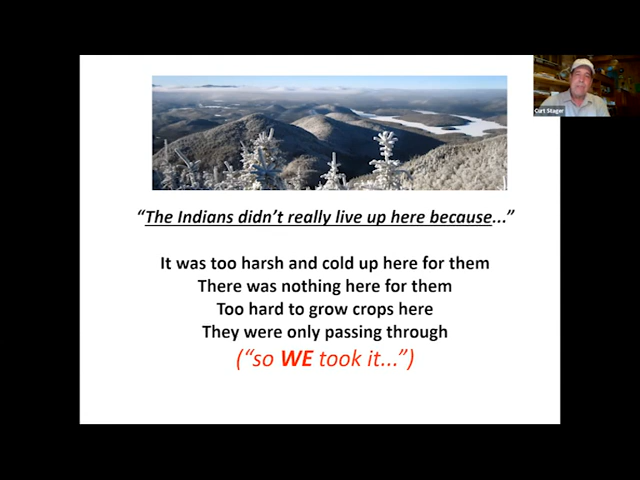 Curt Stager
“The Indians didn’t really live up here because...”
It was too harsh and cold up here for them
There was nothing here for them
Too hard to grow crops here
They were only passing through
(“so WE took it...”)